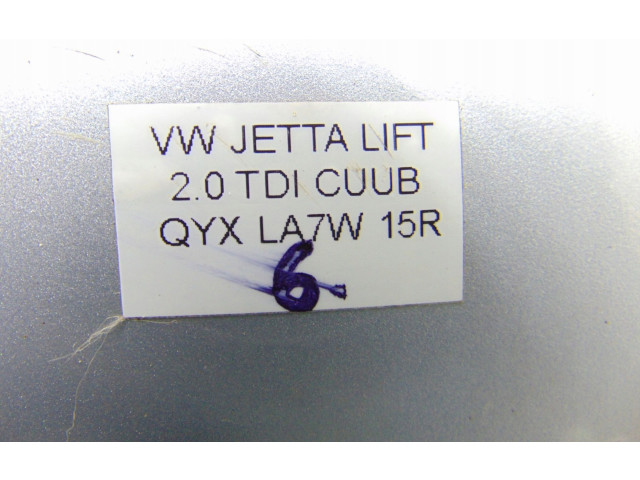 VW JETTA LIFT
2.0 TDI CUUB
QYX LA7W 15R
6.